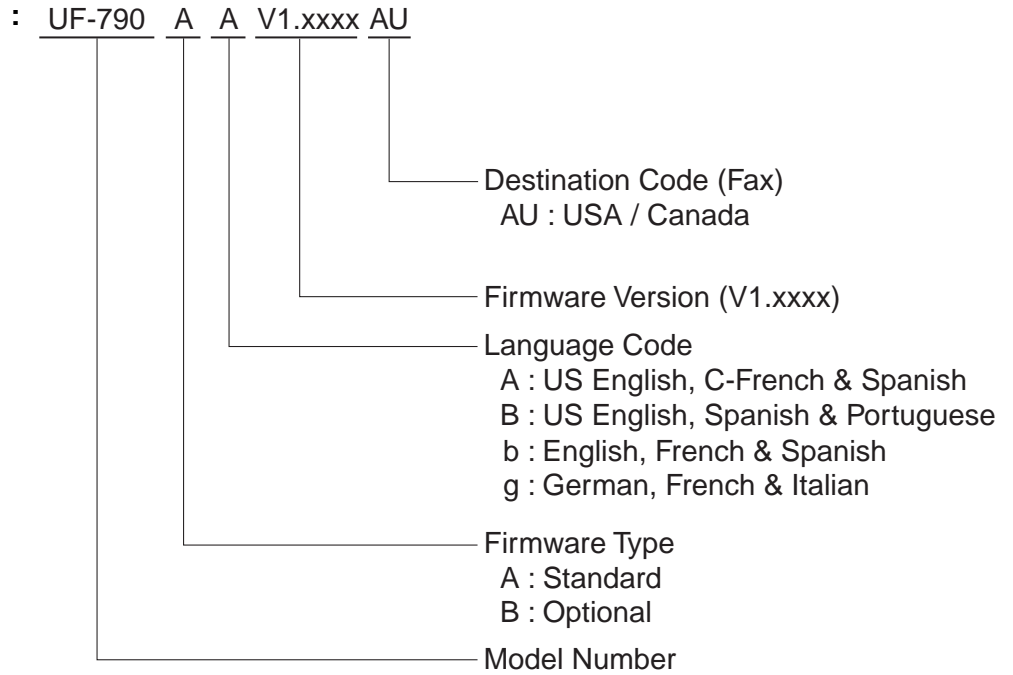 : UF-790 A A V1.xxxx AU
Destination Code (Fax)
AU : USA / Canada
Firmware Version (V1.xxxx)
Language Code
A : US English, C-French & Spanish
B : US English, Spanish & Portuguese
b : English, French & Spanish
g : German, French & Italian
Firmware Type
A : Standard
B : Optional
Model Number